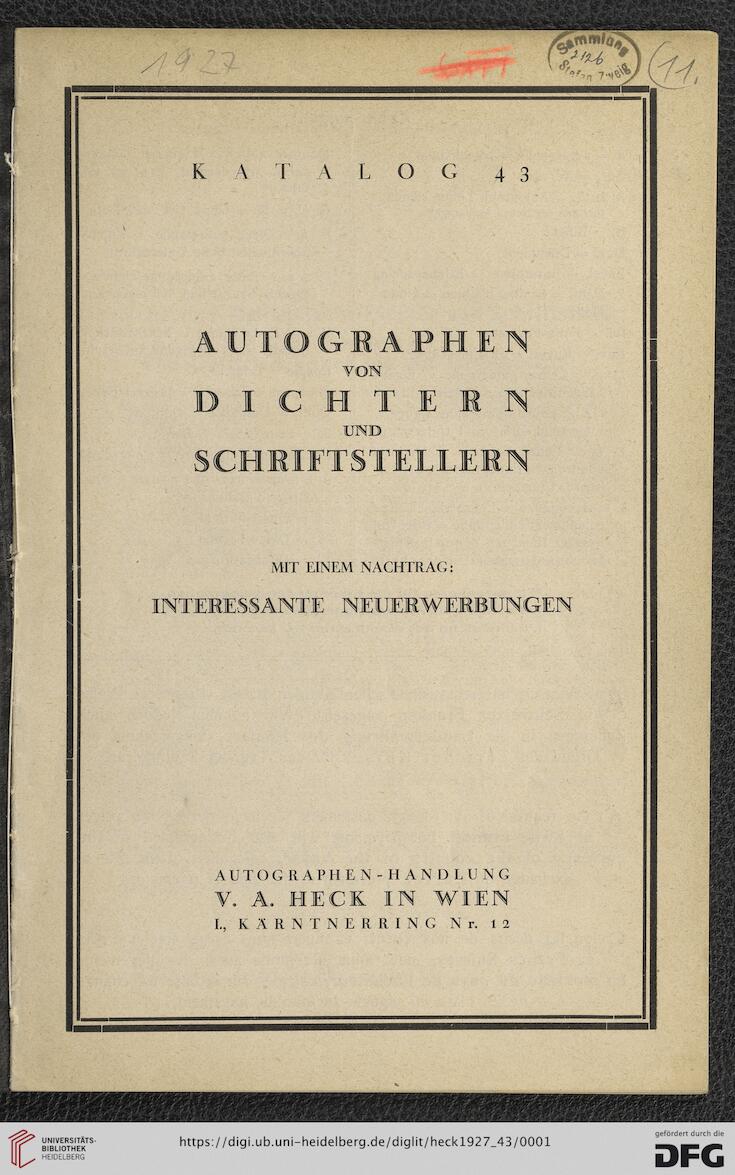 1927
Sammlung
2126
Stefan Zweig
(11.
KATALOG 43
AUTOGRAPHEN
VON
DICHTERN
UND
SCHRIFTSTELLERN
MIT EINEM NACHTRAG:
INTERESSANTE NEUERWERBUNGEN
AUTOGRAPHEN-HANDLUNG
V. A. HECK IN WIEN
I., KÄRNTNERRING Nr. 12
UNIVERSITÄTS-
BIBLIOTHEK
HEIDELBERG
https://digi.ub.uni-heidelberg.de/diglit/heck1927_43/0001
gefördert durch die
DFG